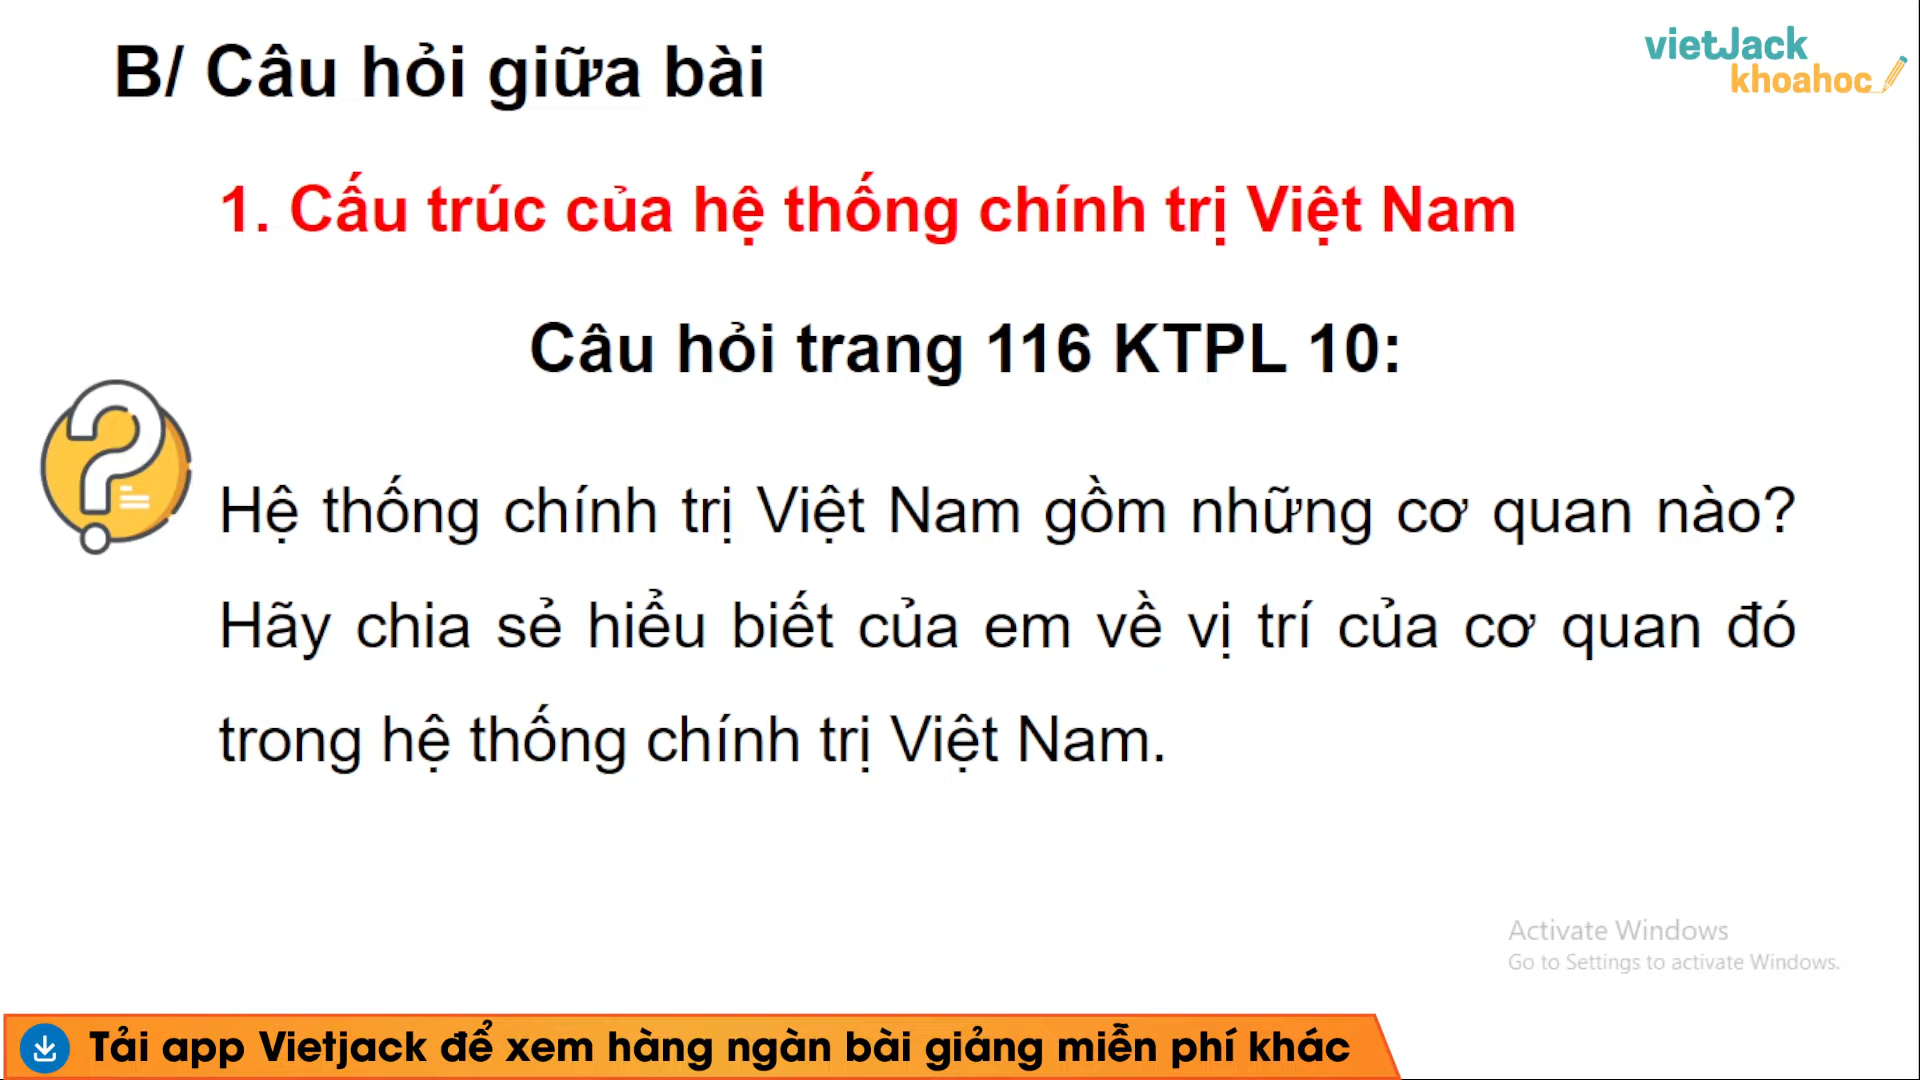 B/ Câu hỏi giữa bài
vietJack
khoahoc
1. Cấu trúc của hệ thống chính trị Việt Nam
Câu hỏi trang 116 KTPL 10:
Hệ thống chính trị Việt Nam gồm những cơ quan nào?
Hãy chia sẻ hiểu biết của em về vị trí của cơ quan đó
trong hệ thống chính trị Việt Nam.
Activate Windows
Go to Settings to activate Windows.
Tải app Vietjack để xem hàng ngàn bài giảng miễn phí khác